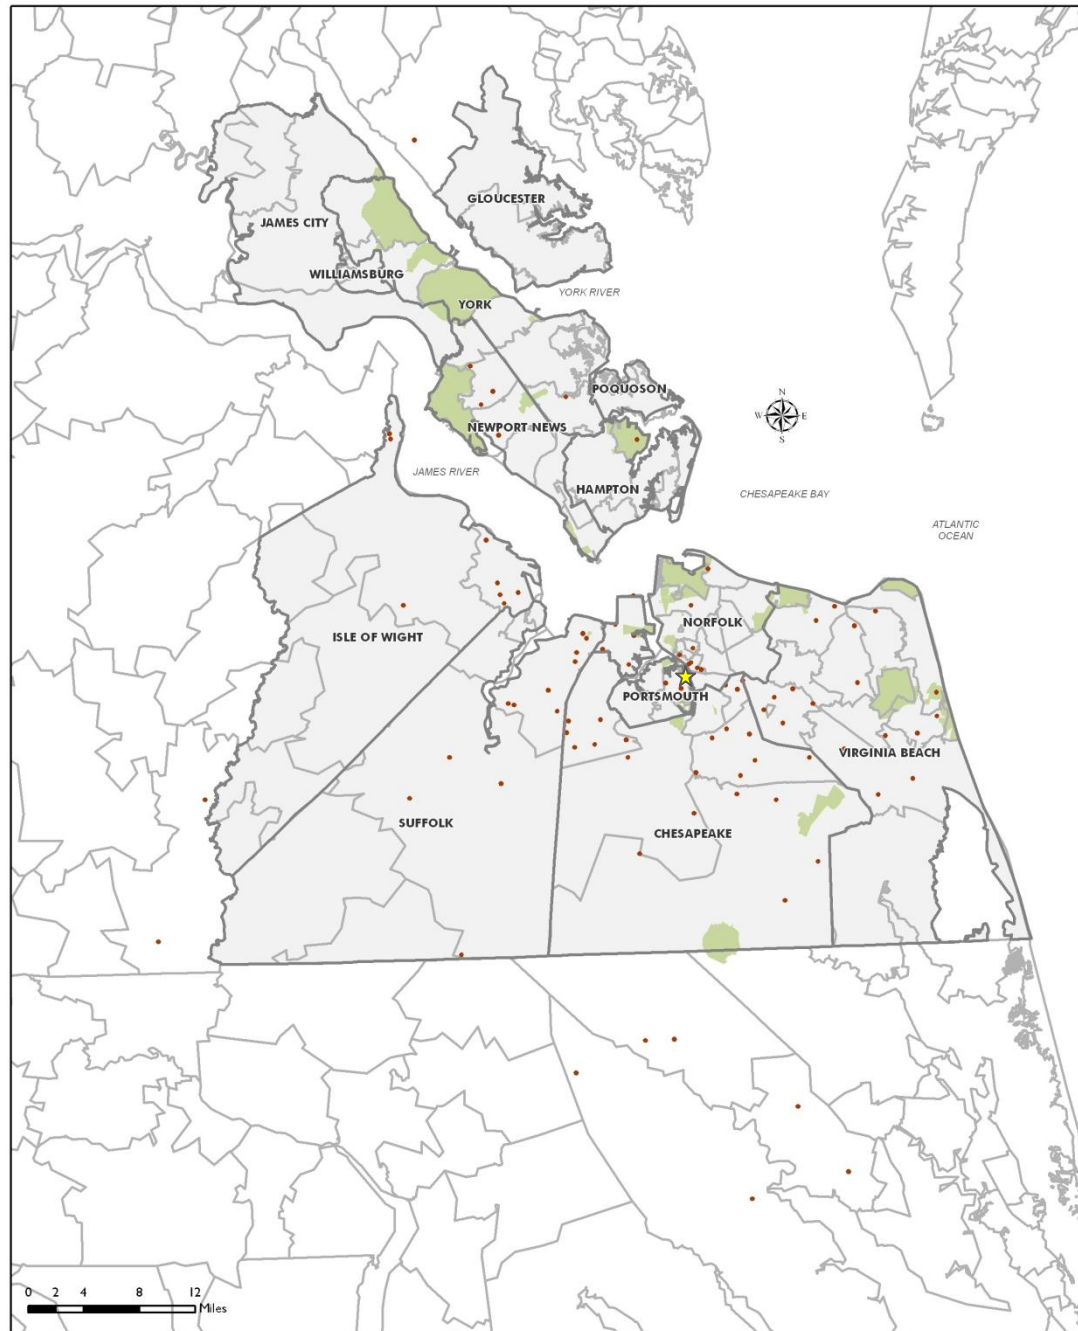 GLOUCESTER
JAMES CITY
WILLIAMSBURG
YORK RIVER
YORK
POQUOSON
N
W E
S
NEWPORT NEWS
JAMES RIVER
HAMPTON
CHESAPEAKE BAY
ATLANTIC
OCEAN
NORFOLK
ISLE OF WIGHT
PORTSMOUTH
VIRGINIA BEACH
SUFFOLK
CHESAPEAKE
0 2 4 8 12
Miles